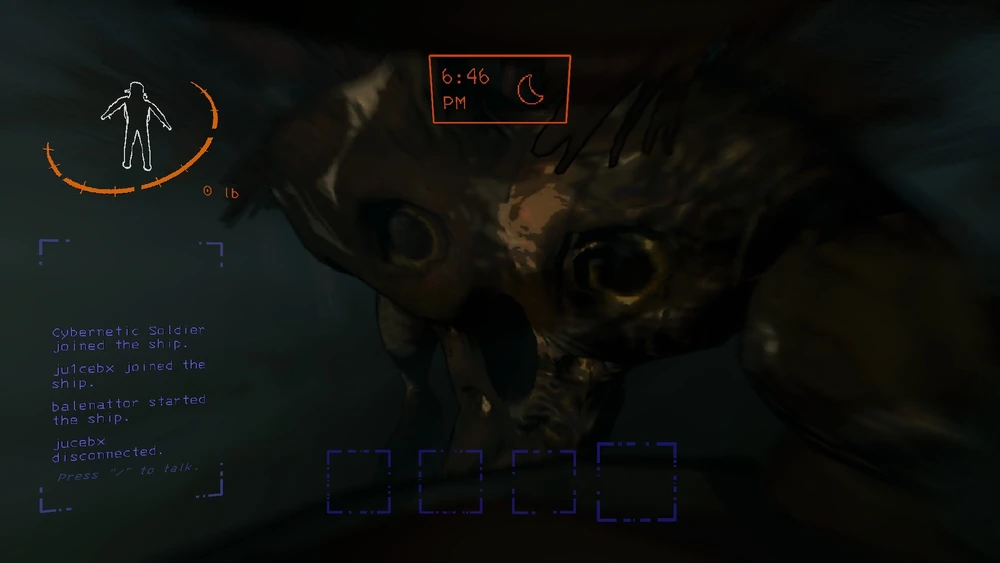 6:46
PM
0 lb
Cybernetic Soldier
joined the ship.
ju1cebx joined the
ship.
balenattor started
the ship.
jucebx
disconnected.
Press "/" to talk.